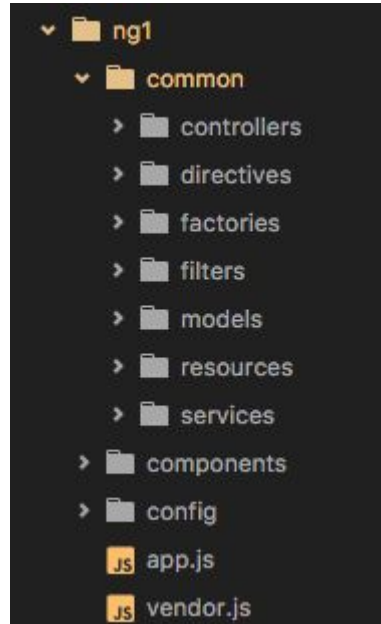 ng1
common
controllers
directives
factories
filters
models
resources
services
components
config
JS app.js
JS vendor.js